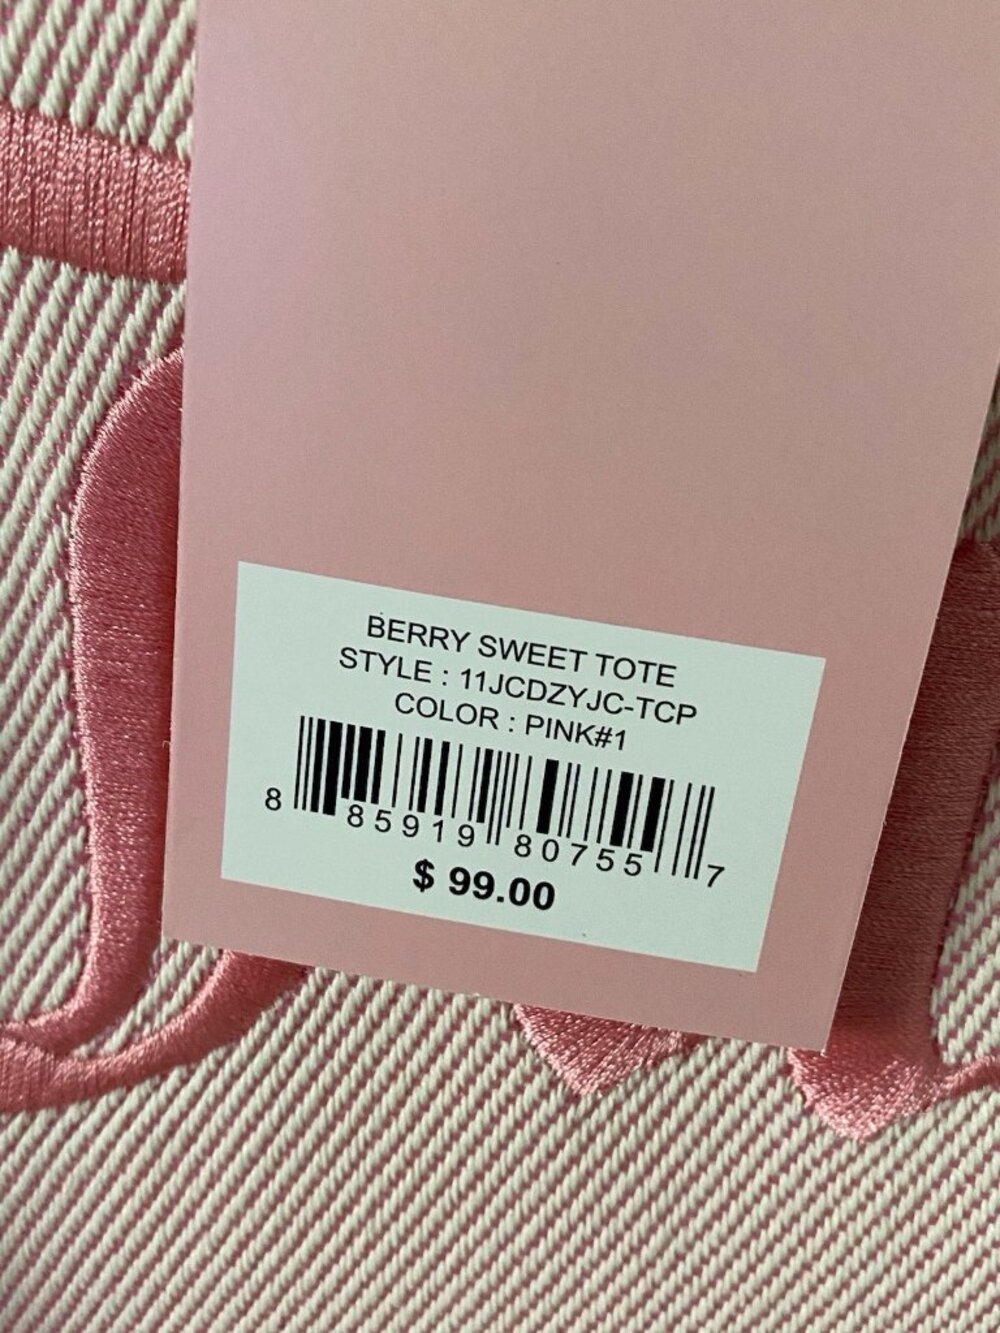 BERRY SWEET TOTE
STYLE : 11JCDZYJC-TCP
COLOR : PINK#1
8 85919 80755 7
$ 99.00